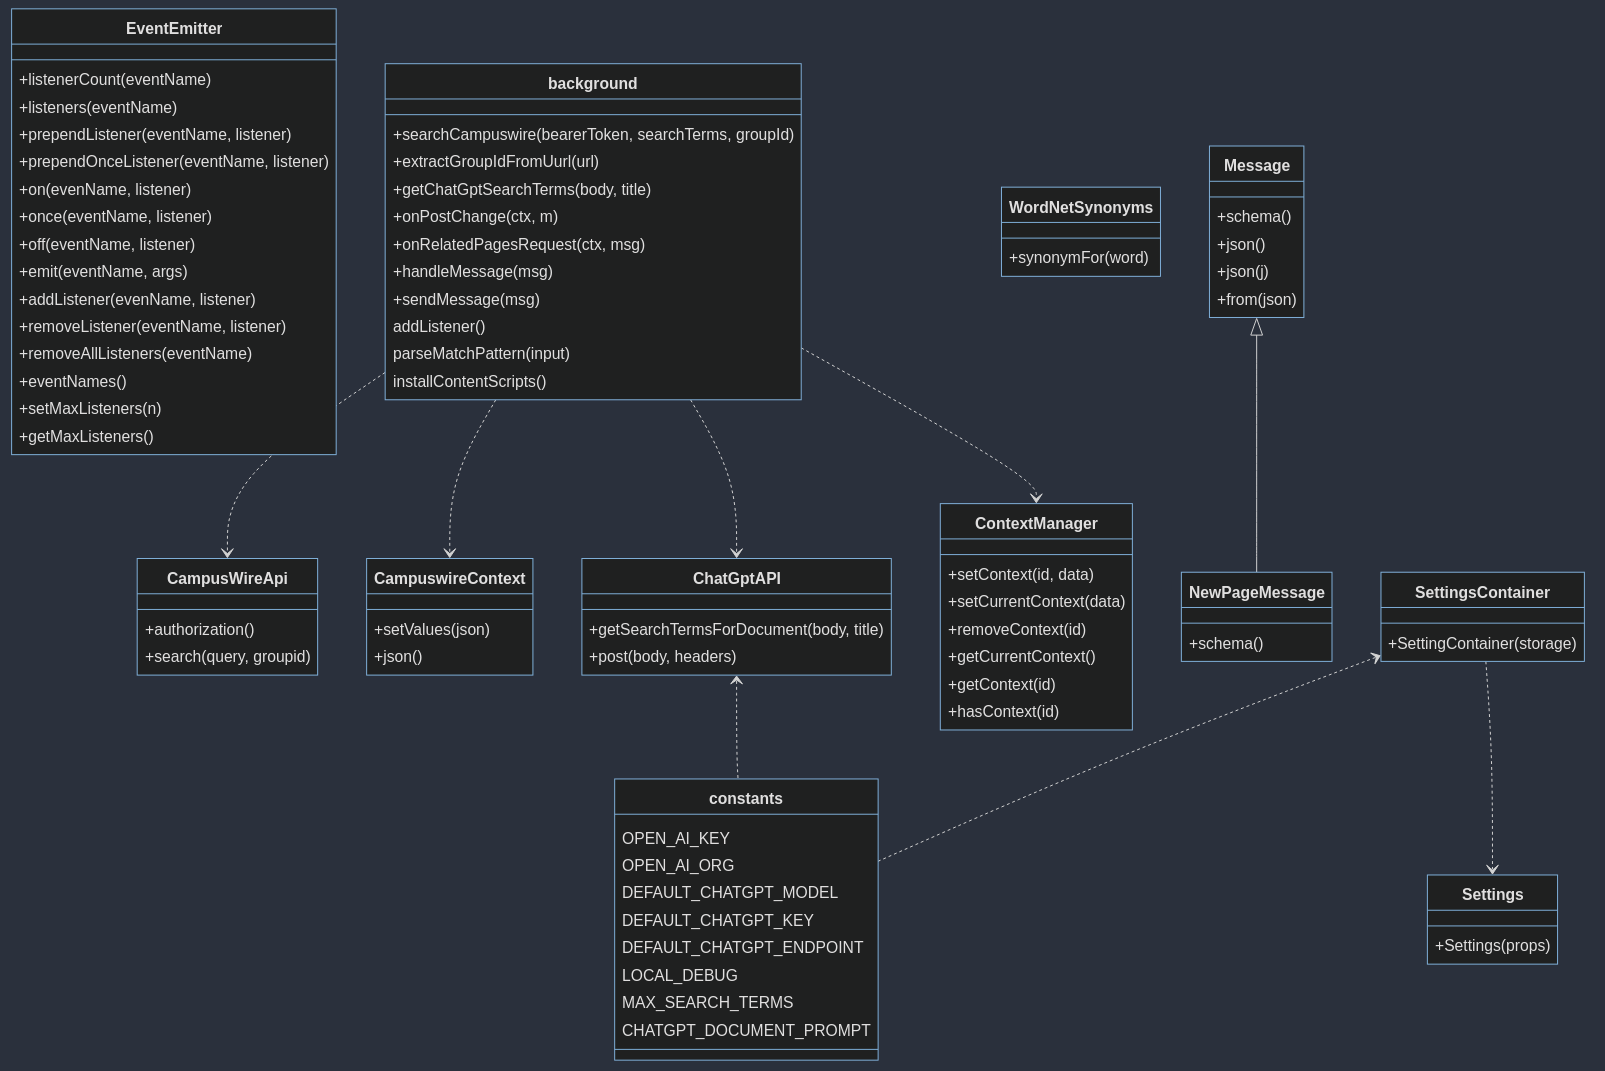 EventEmitter
+listenerCount(eventName)
+listeners(eventName)
+prependListener(eventName, listener)
+prependOnceListener(eventName, listener)
+on(evenName, listener)
+once(eventName, listener)
+off(eventName, listener)
+emit(eventName, args)
+addListener(evenName, listener)
+removeListener(eventName, listener)
+removeAllListeners(eventName)
+eventNames()
+setMaxListeners(n)
+getMaxListeners()
background
+searchCampuswire(bearerToken, searchTerms, groupId)
+extractGroupIdFromUurl(url)
+getChatGptSearchTerms(body, title)
+onPostChange(ctx, m)
+onRelatedPagesRequest(ctx, msg)
+handleMessage(msg)
+sendMessage(msg)
addListener()
parseMatchPattern(input)
installContentScripts()
WordNetSynonyms
+synonymFor(word)
Message
+schema()
+json()
+json(j)
+from(json)
CampusWireApi
+authorization()
+search(query, groupid)
CampuswireContext
+setValues(json)
+json()
ChatGptAPI
+getSearchTermsForDocument(body, title)
+post(body, headers)
ContextManager
+setContext(id, data)
+setCurrentContext(data)
+removeContext(id)
+getCurrentContext()
+getContext(id)
+hasContext(id)
NewPageMessage
+schema()
SettingsContainer
+SettingContainer(storage)
constants
OPEN_AI_KEY
OPEN_AI_ORG
DEFAULT_CHATGPT_MODEL
DEFAULT_CHATGPT_KEY
DEFAULT_CHATGPT_ENDPOINT
LOCAL_DEBUG
MAX_SEARCH_TERMS
CHATGPT_DOCUMENT_PROMPT
Settings
+Settings(props)